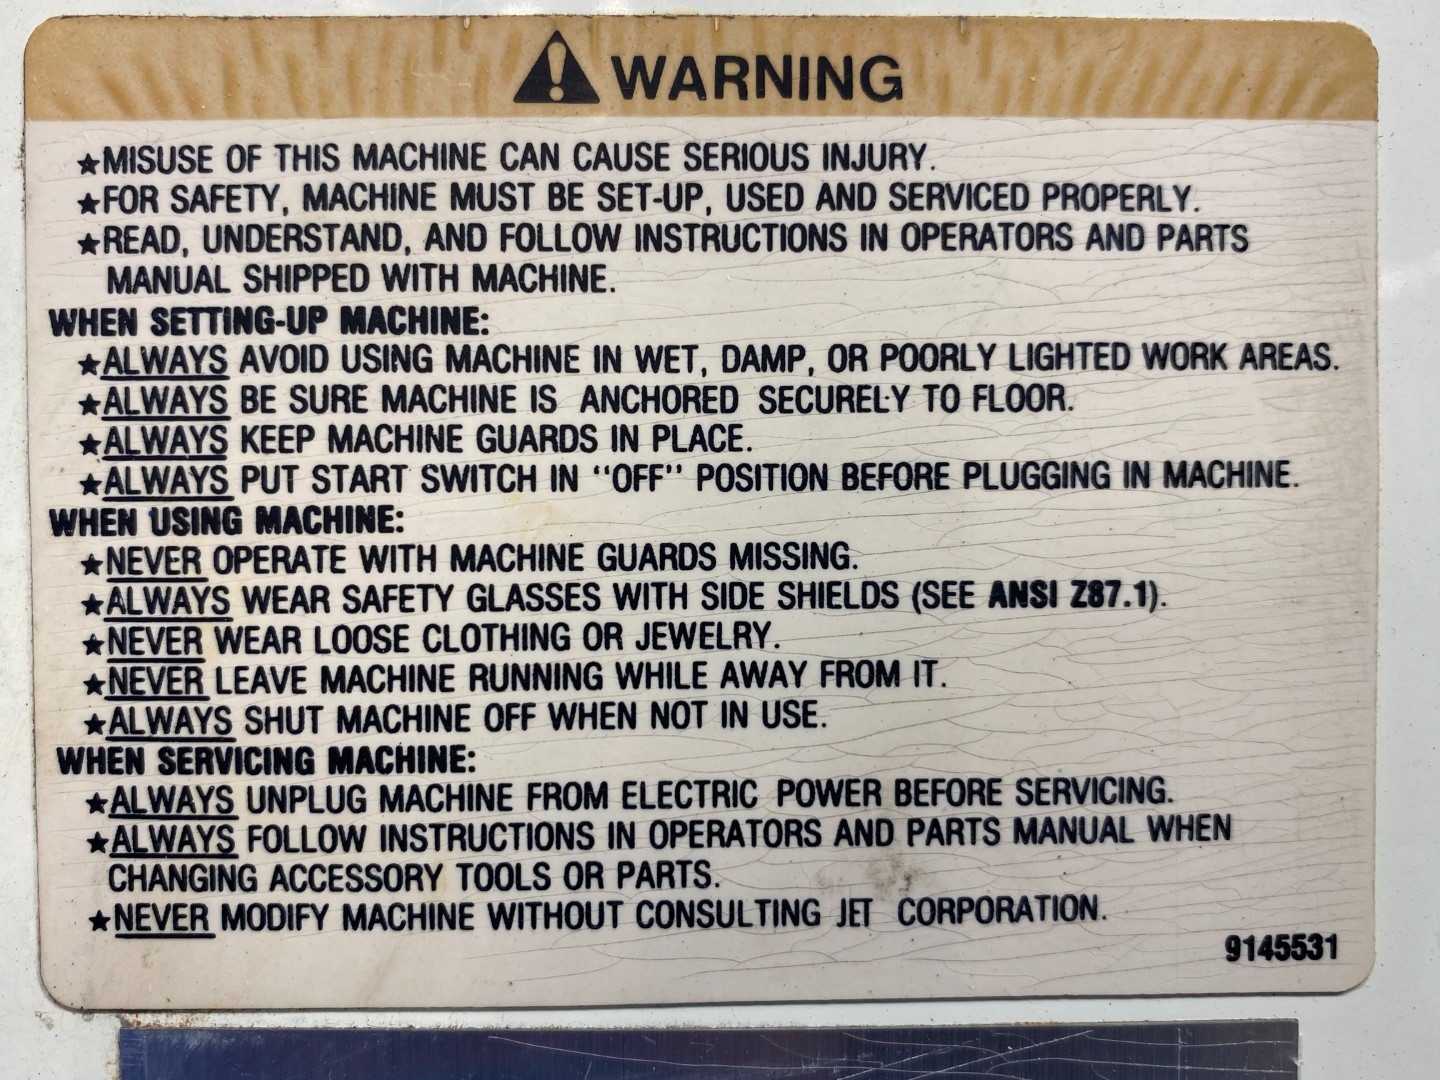 WARNING
★MISUSE OF THIS MACHINE CAN CAUSE SERIOUS INJURY.
★FOR SAFETY, MACHINE MUST BE SET-UP, USED AND SERVICED PROPERLY.
★READ, UNDERSTAND, AND FOLLOW INSTRUCTIONS IN OPERATORS AND PARTS
MANUAL SHIPPED WITH MACHINE.
WHEN SETTING-UP MACHINE:
★ALWAYS AVOID USING MACHINE IN WET, DAMP, OR POORLY LIGHTED WORK AREAS.
★ALWAYS BE SURE MACHINE IS ANCHORED SECURELY TO FLOOR.
★ALWAYS KEEP MACHINE GUARDS IN PLACE.
★ALWAYS PUT START SWITCH IN "OFF" POSITION BEFORE PLUGGING IN MACHINE.
WHEN USING MACHINE:
★NEVER OPERATE WITH MACHINE GUARDS MISSING.
★ALWAYS WEAR SAFETY GLASSES WITH SIDE SHIELDS (SEE ANSI Z87.1).
★NEVER WEAR LOOSE CLOTHING OR JEWELRY.
★NEVER LEAVE MACHINE RUNNING WHILE AWAY FROM IT.
★ALWAYS SHUT MACHINE OFF WHEN NOT IN USE.
WHEN SERVICING MACHINE:
★ALWAYS UNPLUG MACHINE FROM ELECTRIC POWER BEFORE SERVICING.
★ALWAYS FOLLOW INSTRUCTIONS IN OPERATORS AND PARTS MANUAL WHEN
CHANGING ACCESSORY TOOLS OR PARTS.
★NEVER MODIFY MACHINE WITHOUT CONSULTING JET CORPORATION.
9145531